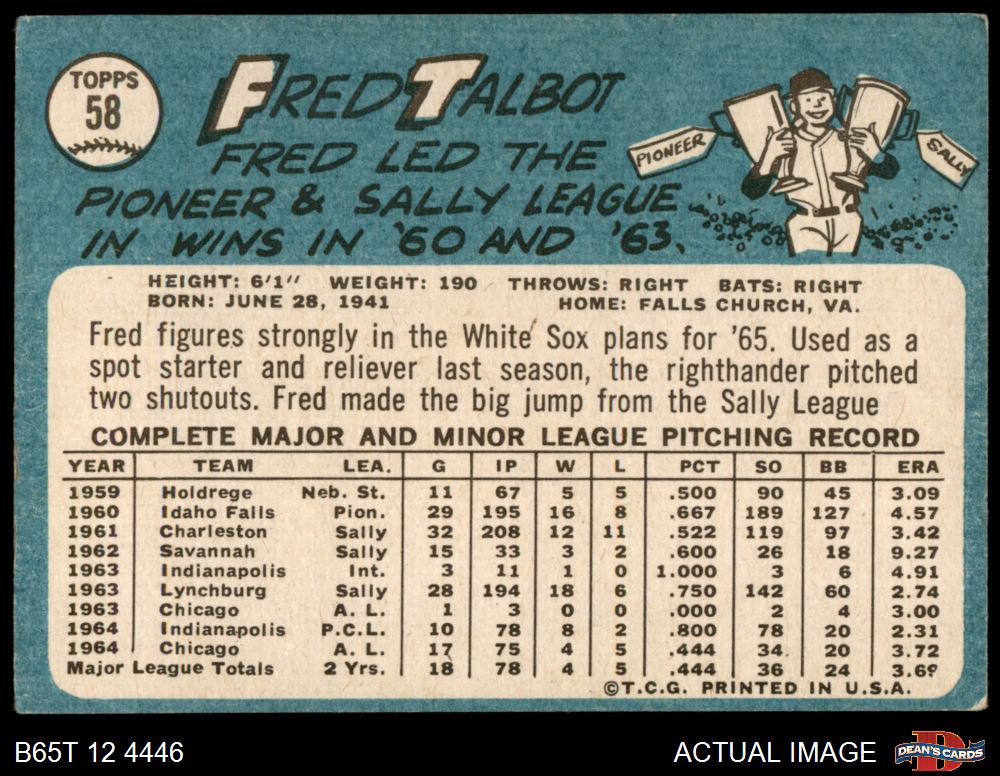 TOPPS
58
FRED TALBOT
FRED LED THE
PIONEER & SALLY LEAGUE
IN WINS IN '60 AND '63.
PIONEER
SALLY
HEIGHT: 6'1" WEIGHT: 190 THROWS: RIGHT BATS: RIGHT
BORN: JUNE 28, 1941 HOME: FALLS CHURCH, VA.
Fred figures strongly in the White Sox plans for '65. Used as a
spot starter and reliever last season, the righthander pitched
two shutouts. Fred made the big jump from the Sally League
COMPLETE MAJOR AND MINOR LEAGUE PITCHING RECORD
YEAR TEAM LEA. G IP W L PCT SO BB ERA
1959 Holdrege Neb. St. 11 67 5 5 .500 90 45 3.09
1960 Idaho Falls Pion. 29 195 16 8 .667 189 127 4.57
1961 Charleston Sally 32 208 12 11 .522 119 97 3.42
1962 Savannah Sally 15 33 3 2 .600 26 18 9.27
1963 Indianapolis Int. 3 11 1 0 1.000 3 6 4.91
1963 Lynchburg Sally 28 194 18 6 .750 142 60 2.74
1963 Chicago A. L. 1 3 0 0 .000 2 4 3.00
1964 Indianapolis P.C.L. 10 78 8 2 .800 78 20 2.31
1964 Chicago A. L. 17 75 4 5 .444 34 20 3.72
Major League Totals 2 Yrs. 18 78 4 5 .444 36 24 3.69
©T.C.G. PRINTED IN U.S.A.
B65T 12 4446 ACTUAL IMAGE DEAN'S CARDS